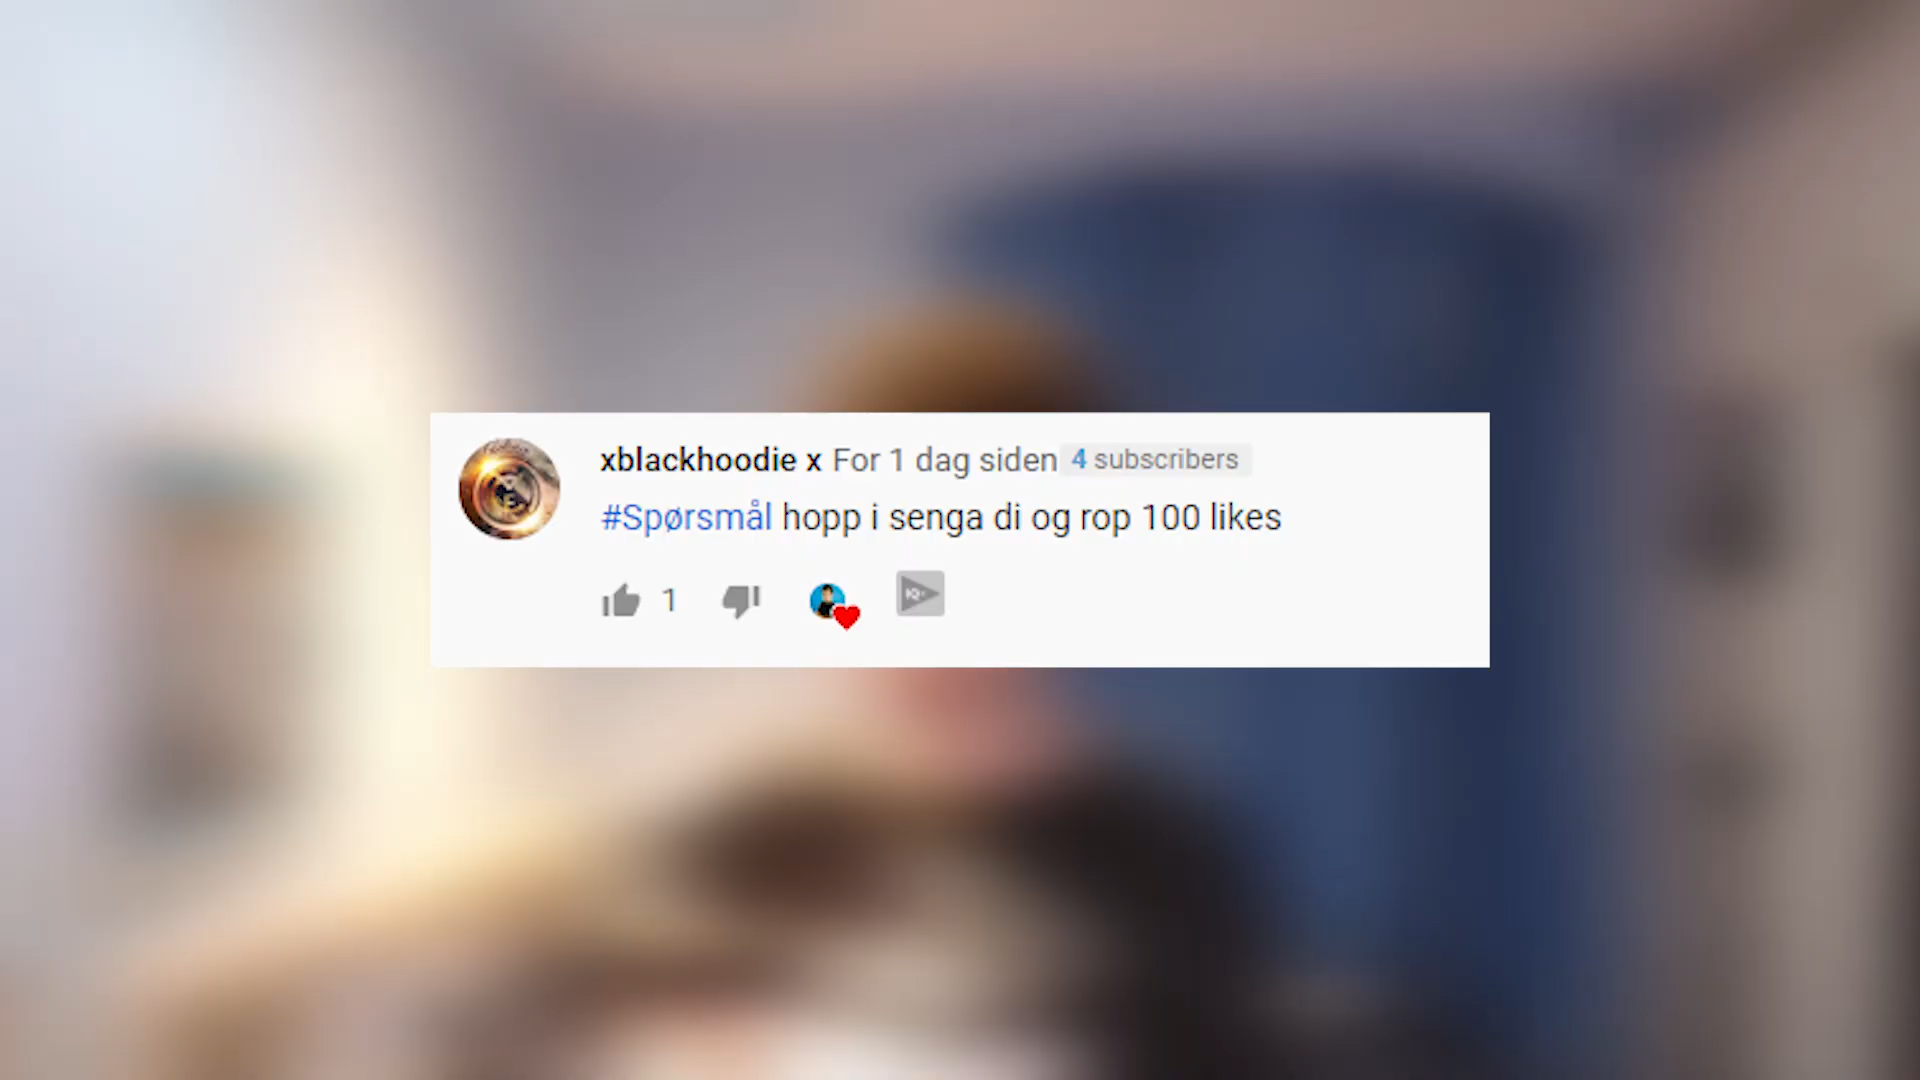 xblackhoodie x For 1 dag siden 4 subscribers
#Spørsmål hopp i senga di og rop 100 likes
1